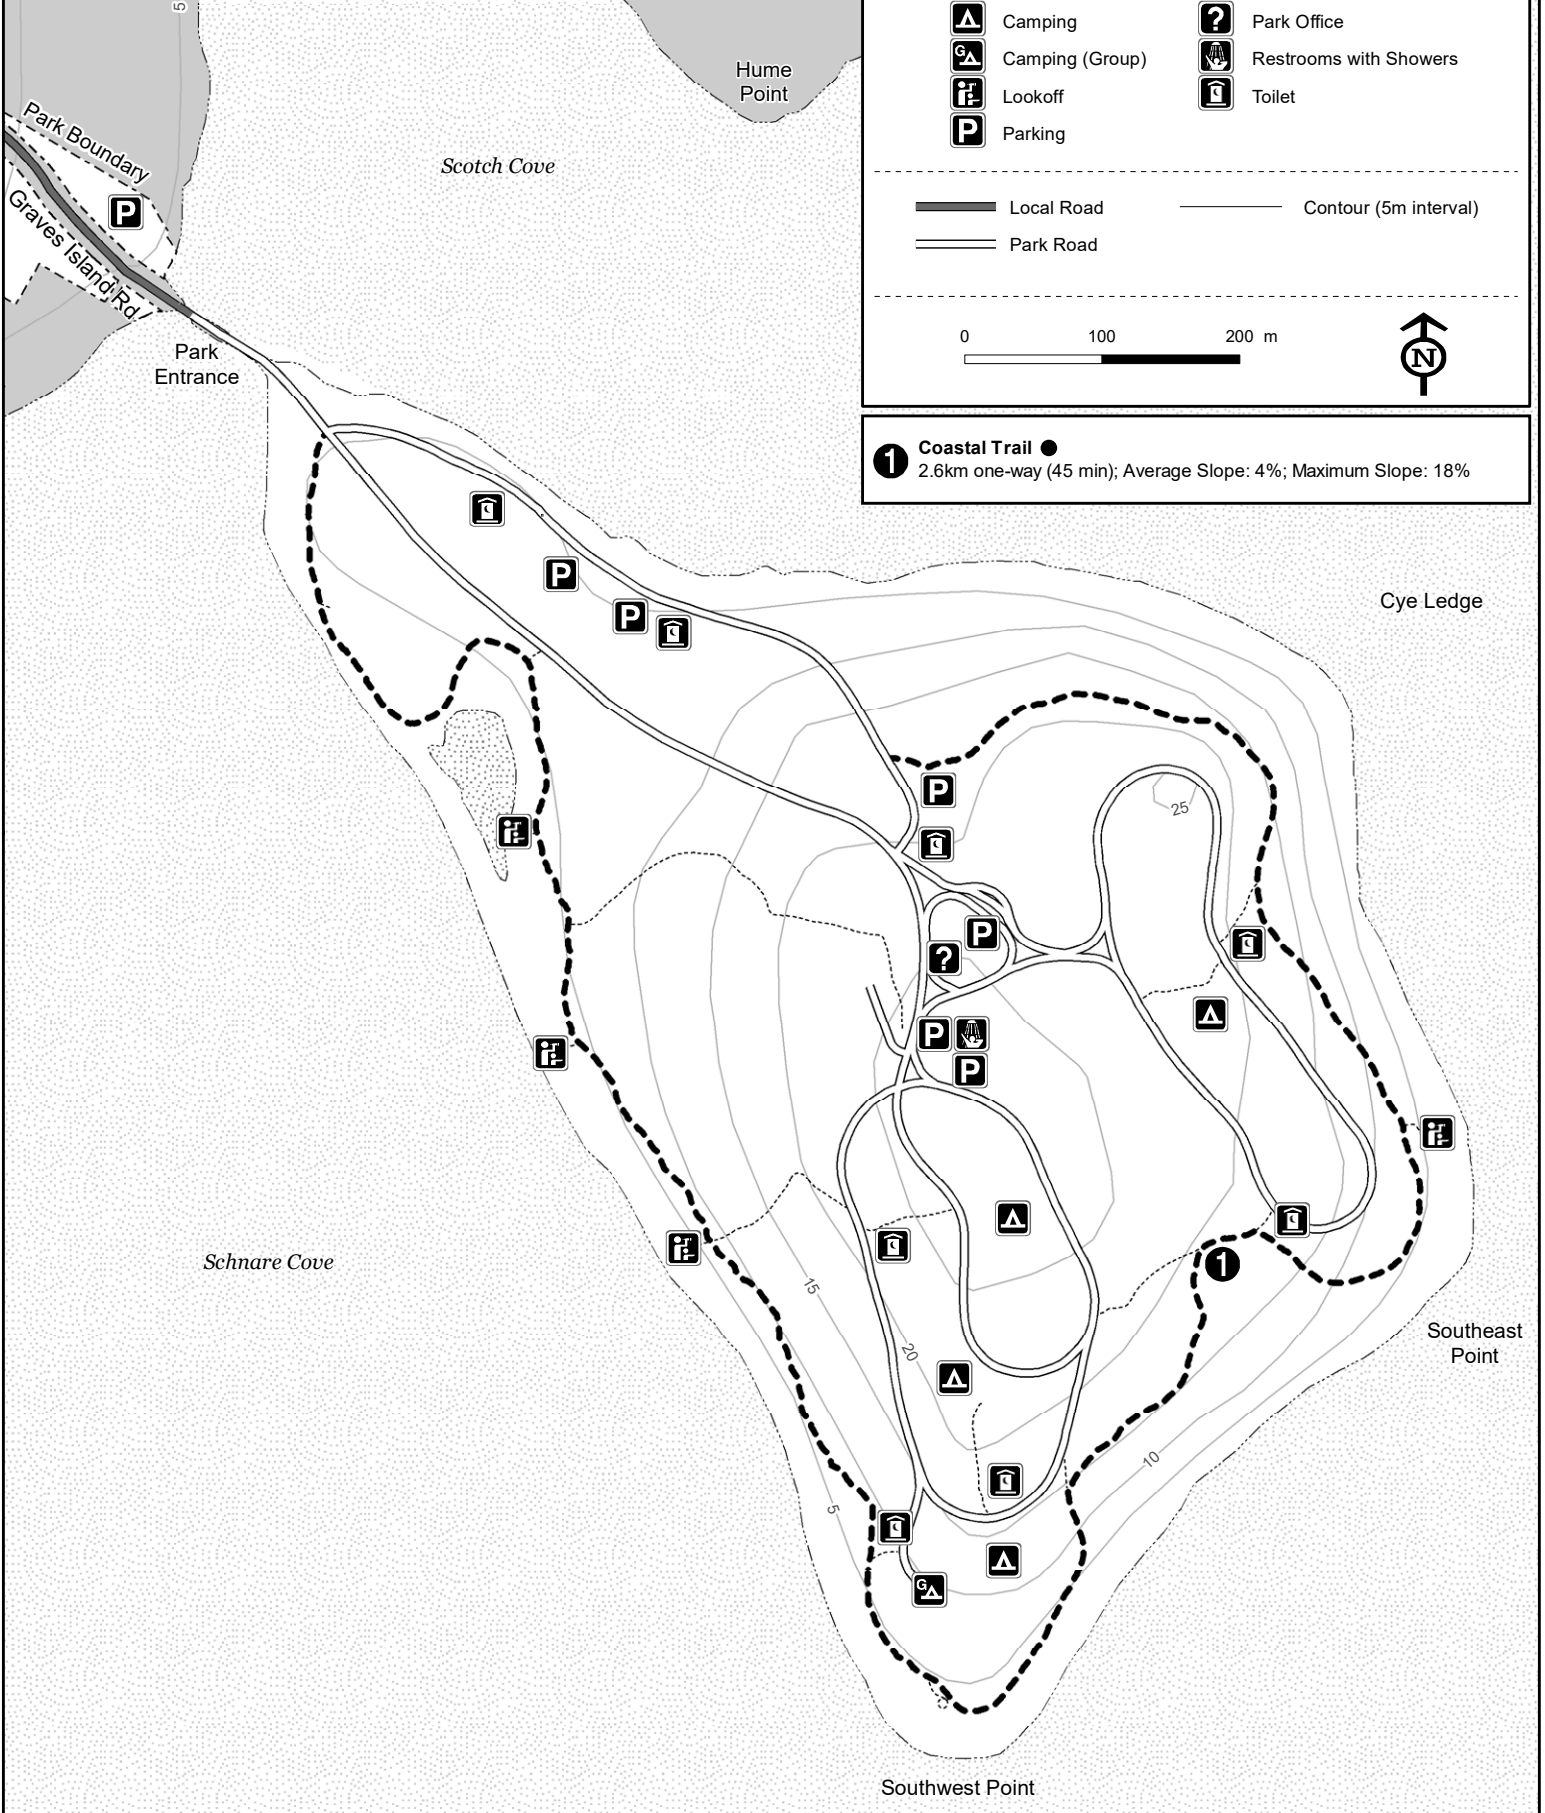 5
Camping
? Park Office
G Camping (Group)
Restrooms with Showers
Lookoff
Toilet
P Parking
Local Road
Contour (5m interval)
Park Road
0 100 200 m
N
1 Coastal Trail
2.6km one-way (45 min); Average Slope: 4%; Maximum Slope: 18%
Hume
Point
Park Boundary
Scotch Cove
P
Graves Island Rd
Park
Entrance
P
P
Cye Ledge
P
25
P
?
P
P
Schnare Cove
1
15
20
Southeast
Point
10
5
G
Southwest Point